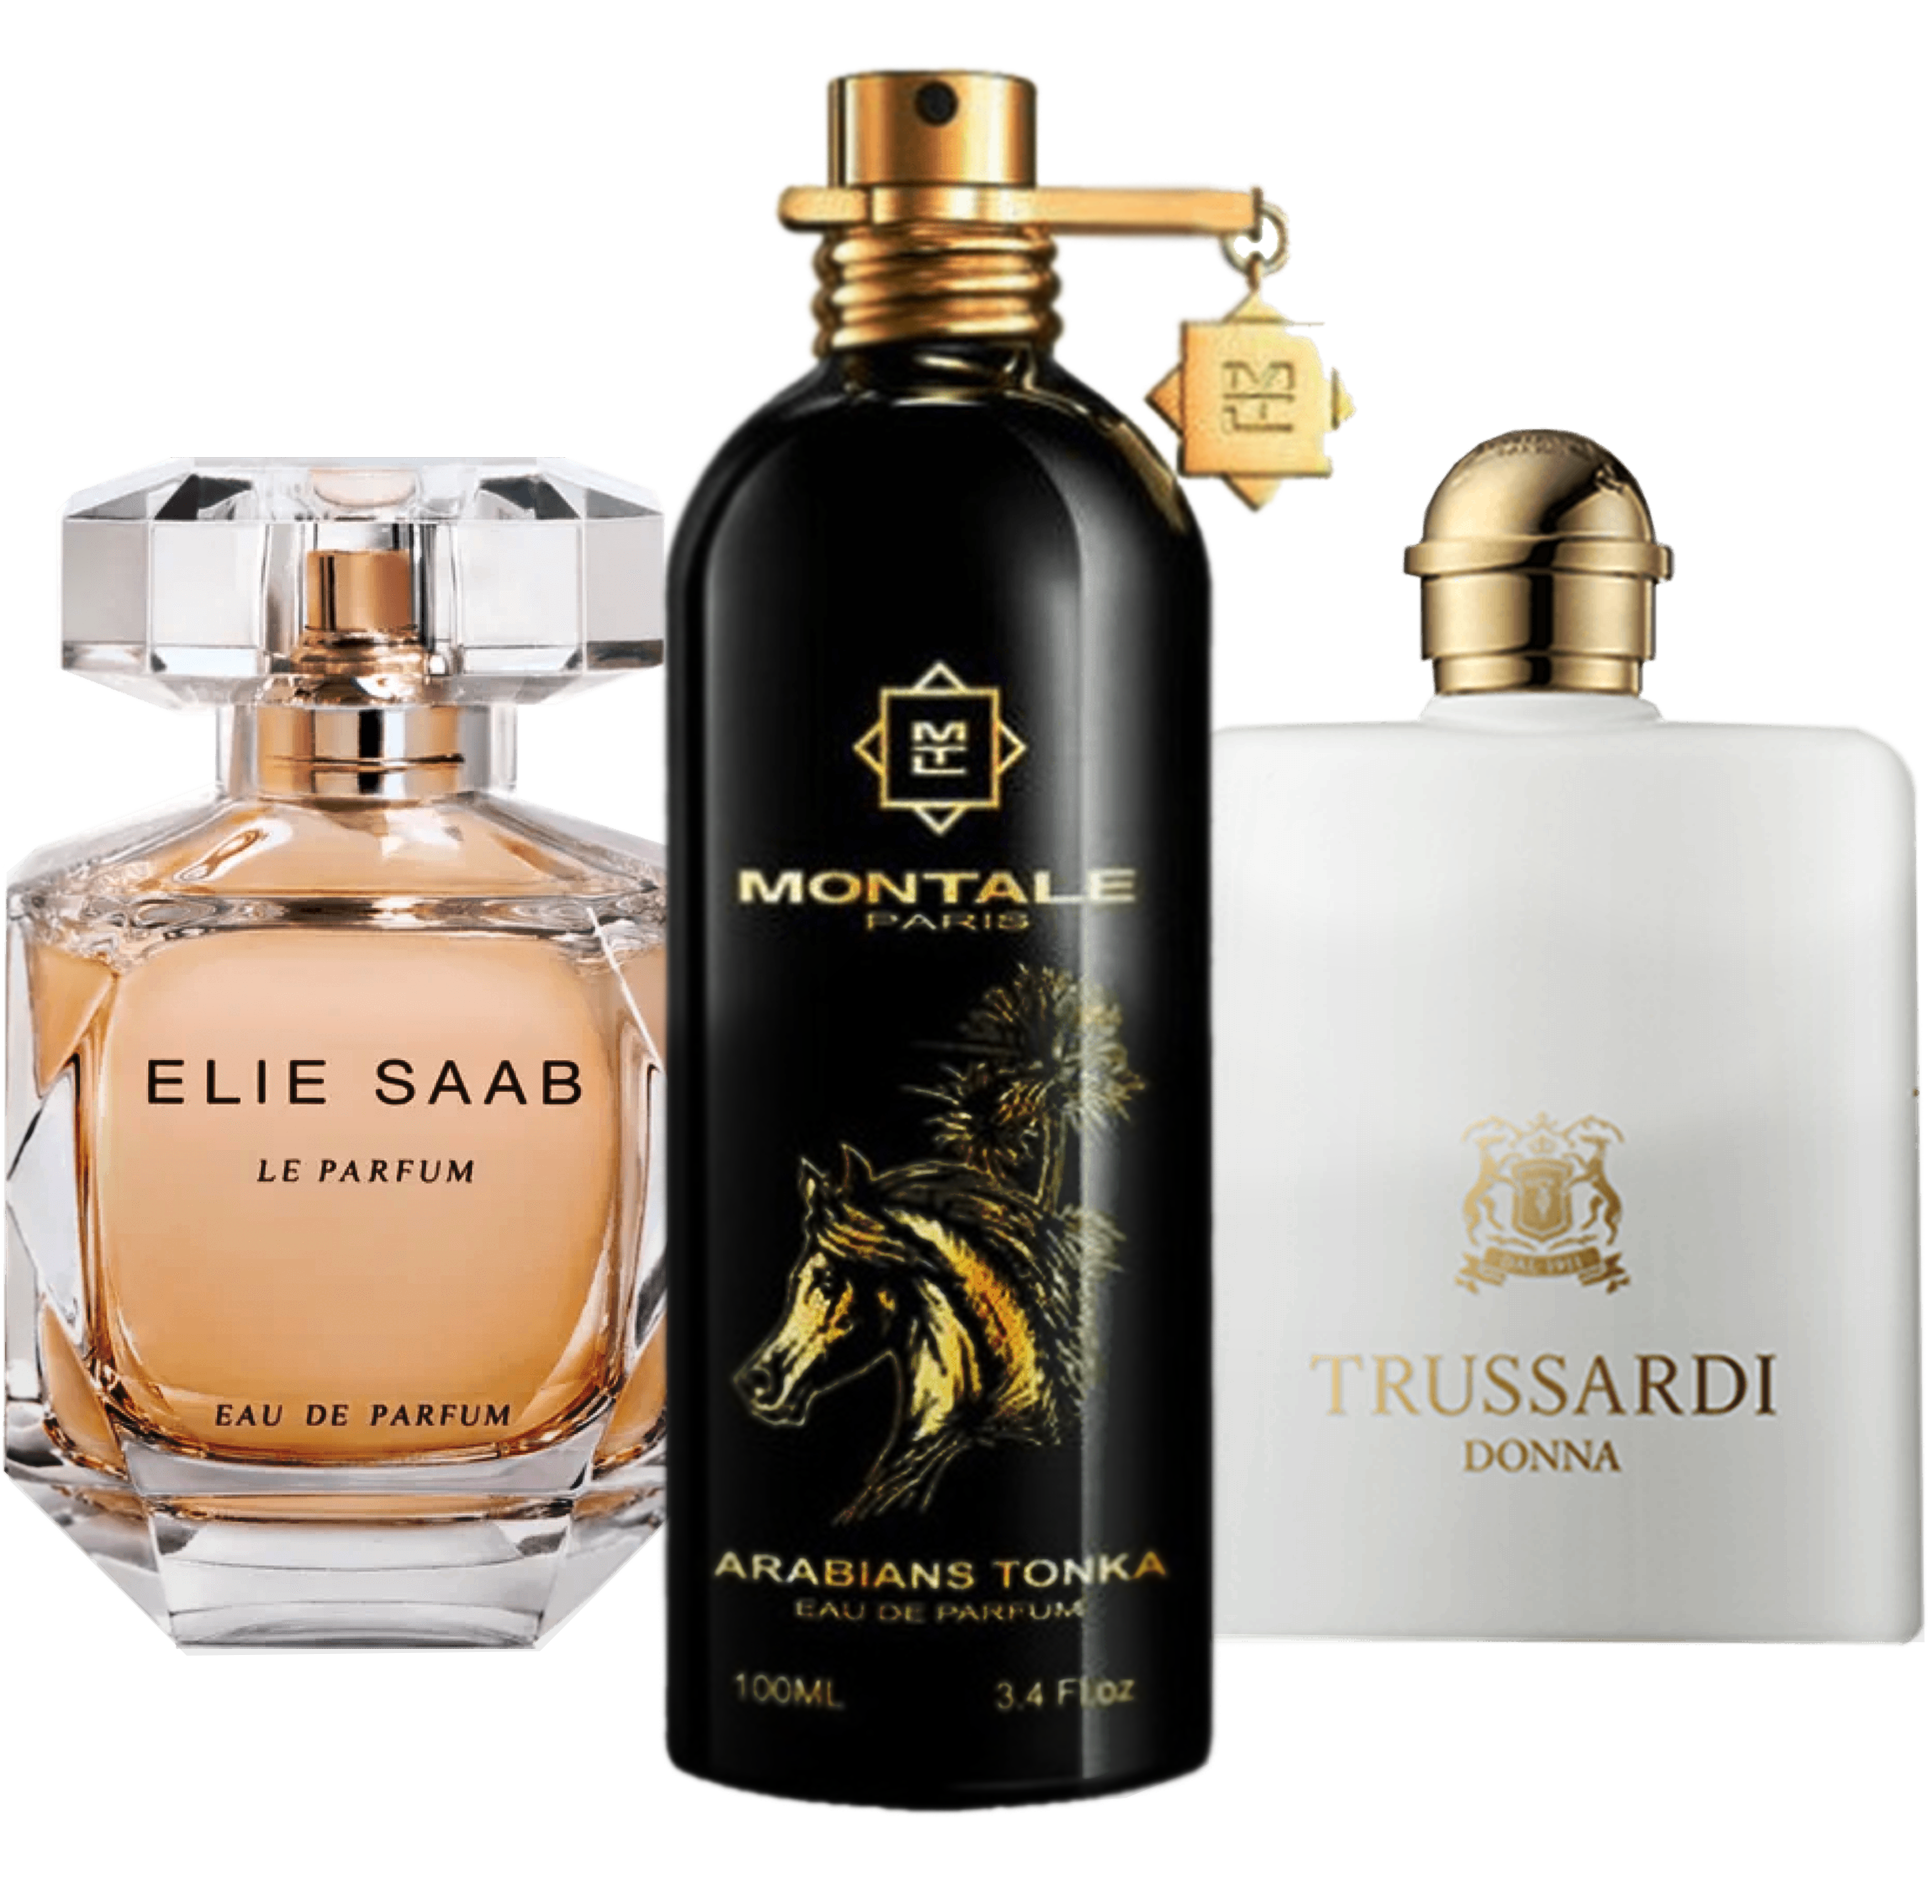 ELIE SAAB
LE PARFUM
EAU DE PARFUM
MONTALE
PARIS
ARABIANS TONKA
EAU DE PARFUM
100ML 3.4 Fl.oz
TRUSSARDI
DONNA